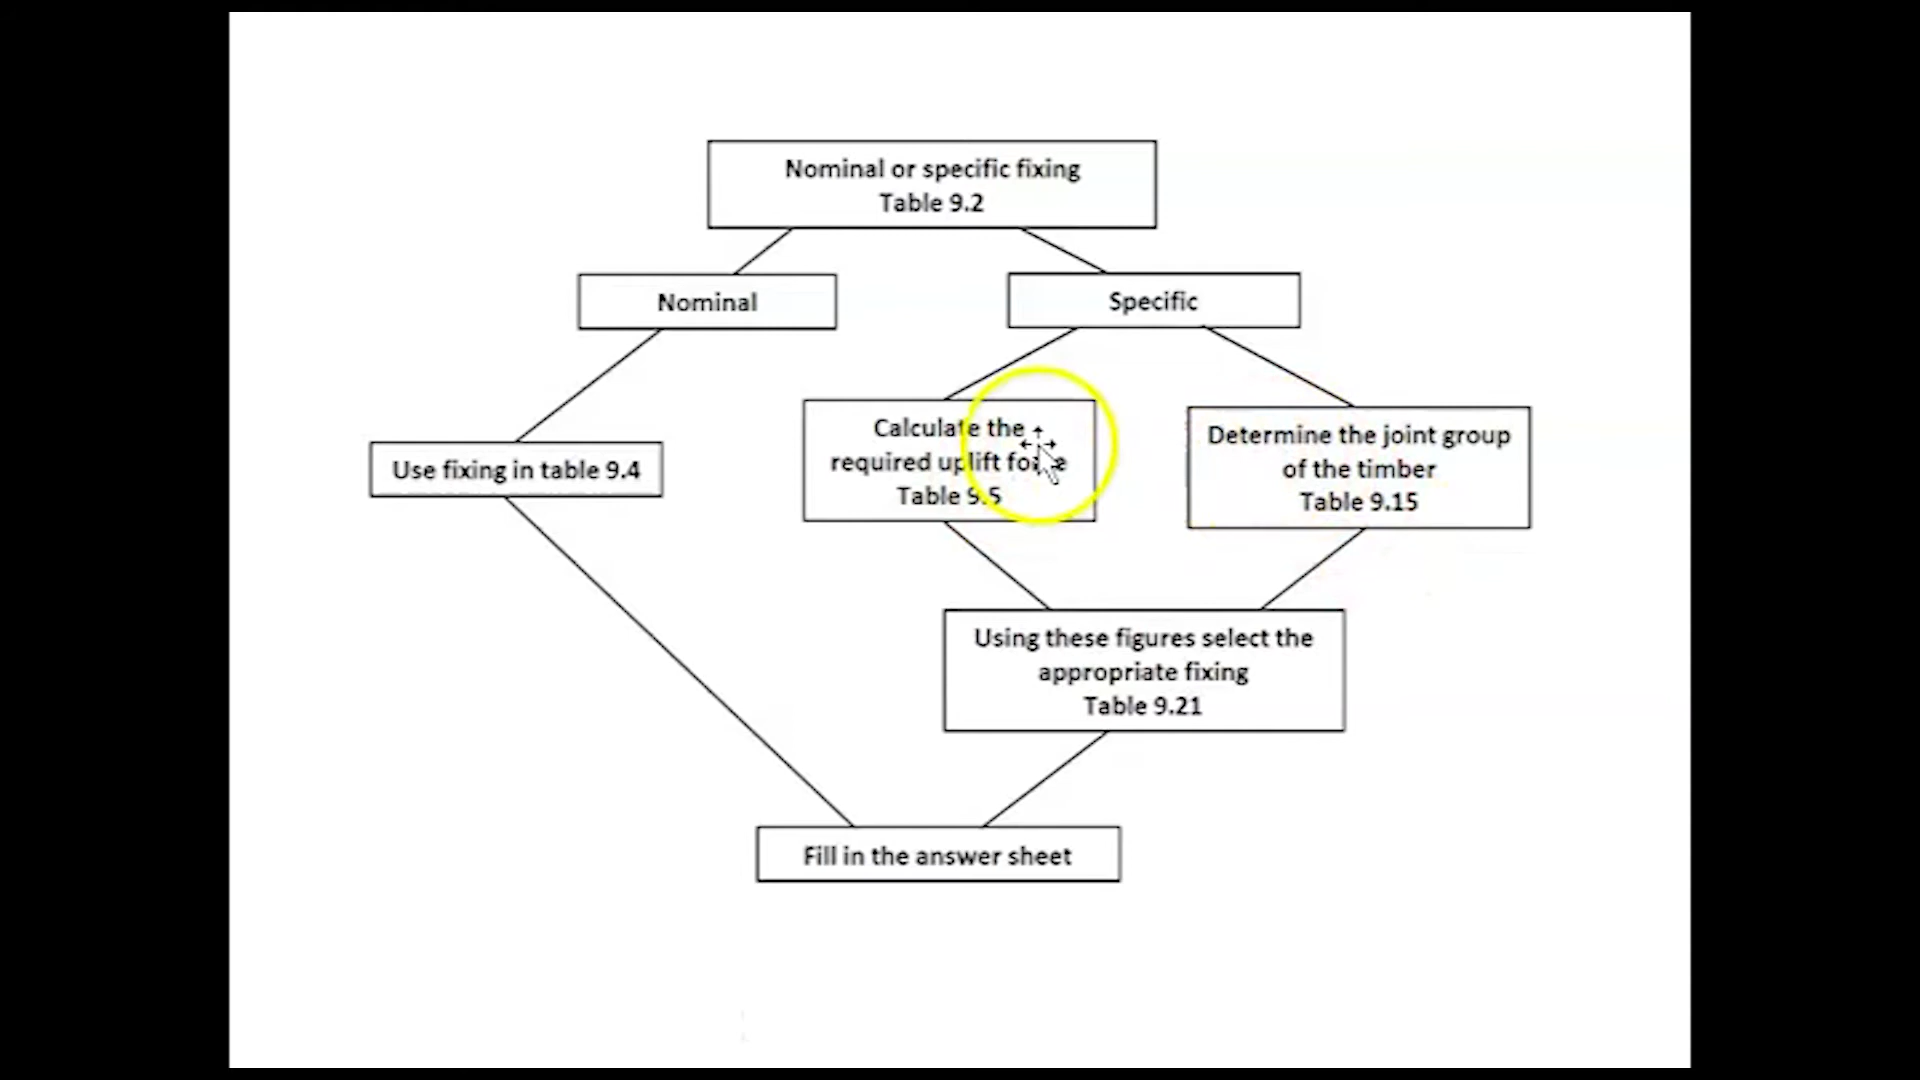 Nominal or specific fixing
Table 9.2
Nominal
Specific
Use fixing in table 9.4
Calculate the
required uplift force
Table 9.5
Determine the joint group
of the timber
Table 9.15
Using these figures select the
appropriate fixing
Table 9.21
Fill in the answer sheet